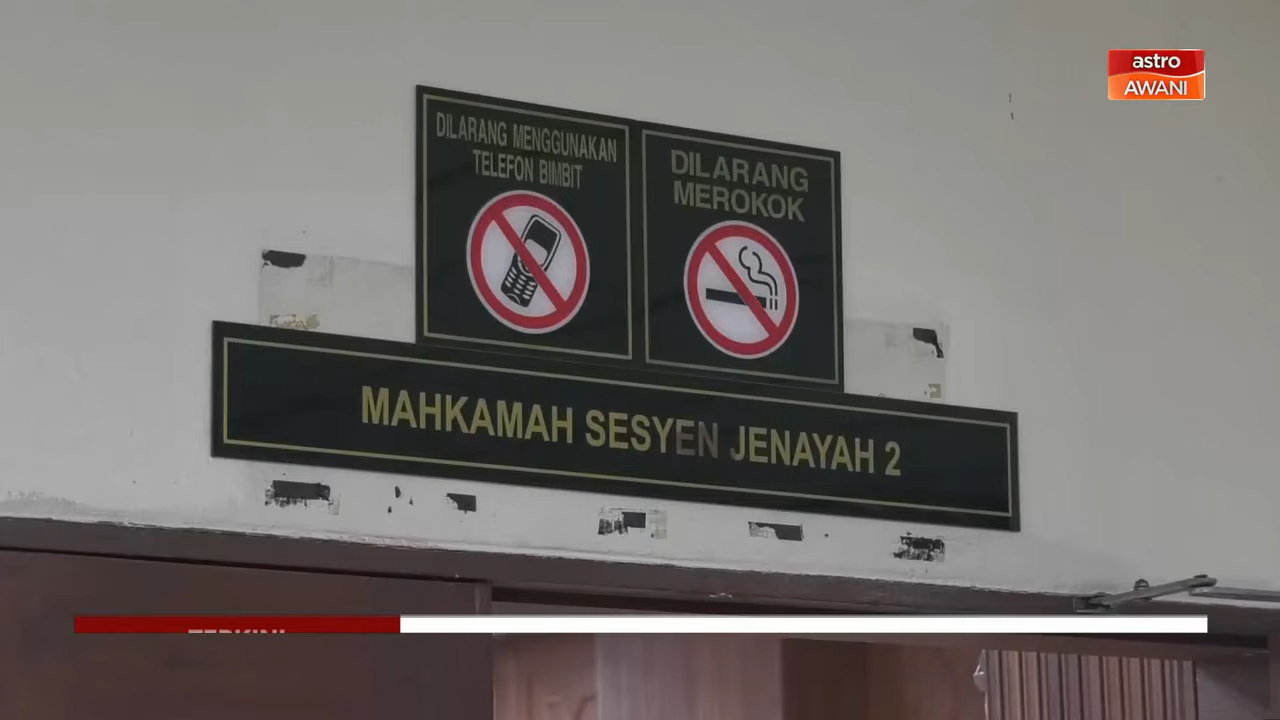 astro
AWANI
DILARANG MENGGUNAKAN
TELEFON BIMBIT
DILARANG
MEROKOK
MAHKAMAH SESYEN JENAYAH 2